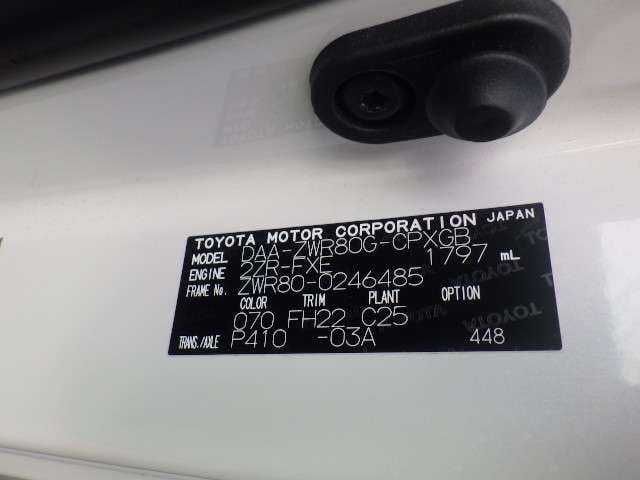 TOYOTA MOTOR CORPORATION JAPAN
MODEL DAA-ZWR80G-CPXGB
ENGINE 2ZR-FXE 1797 mL
FRAME No. ZWR80-0246485
COLOR TRIM PLANT OPTION
070 FH22 C25
TRANS./AXLE P410 -03A 448